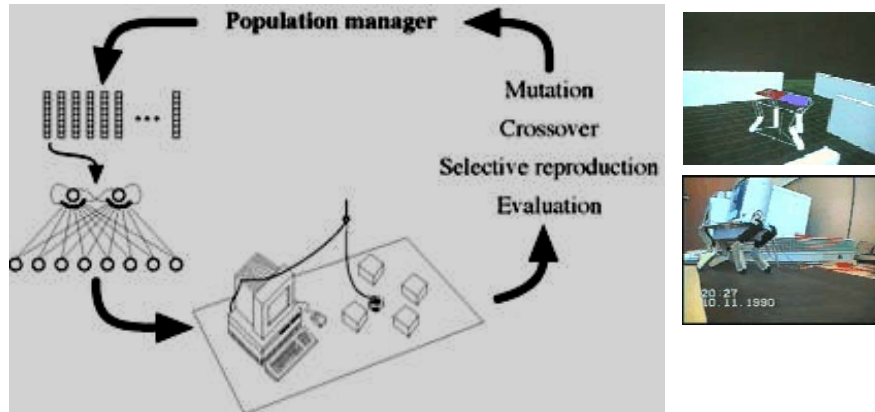 Population manager
Mutation
Crossover
Selective reproduction
Evaluation
20:27
10.11.1990